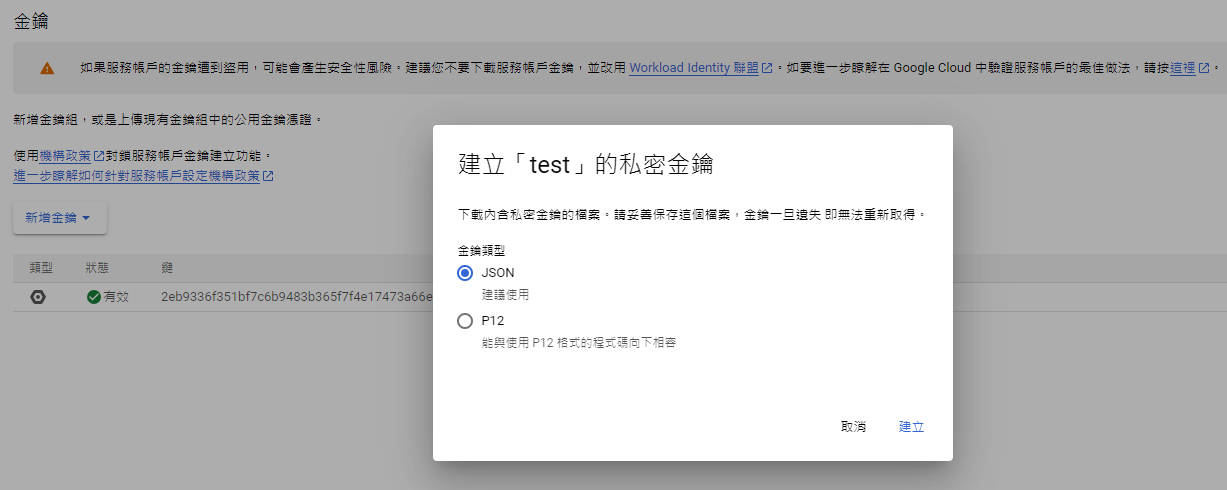 金鑰
如果服務帳戶的金鑰遭到盜用，可能會產生安全性風險。建議您不要下載服務帳戶金鑰，並改用 Workload Identity 聯盟。如要進一步瞭解在 Google Cloud 中驗證服務帳戶的最佳做法，請按這裡。
新增金鑰組，或是上傳現有金鑰組中的公用金鑰憑證。
使用機構政策封鎖服務帳戶金鑰建立功能。
進一步瞭解如何針對服務帳戶設定機構政策
新增金鑰
類型 狀態 鍵
有效 2eb9336f351bf7c6b9483b365f7f4e17473a66e
建立「test」的私密金鑰
下載內含私密金鑰的檔案。請妥善保存這個檔案，金鑰一旦遺失 即無法重新取得。
金鑰類型
JSON
建議使用
P12
能與使用 P12 格式的程式碼向下相容
取消 建立